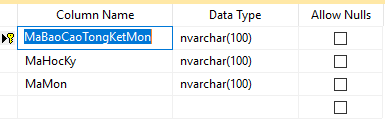 Column Name Data Type Allow Nulls
MaBaoCaoTongKetMon nvarchar(100)
MaHocKy nvarchar(100)
MaMon nvarchar(100)